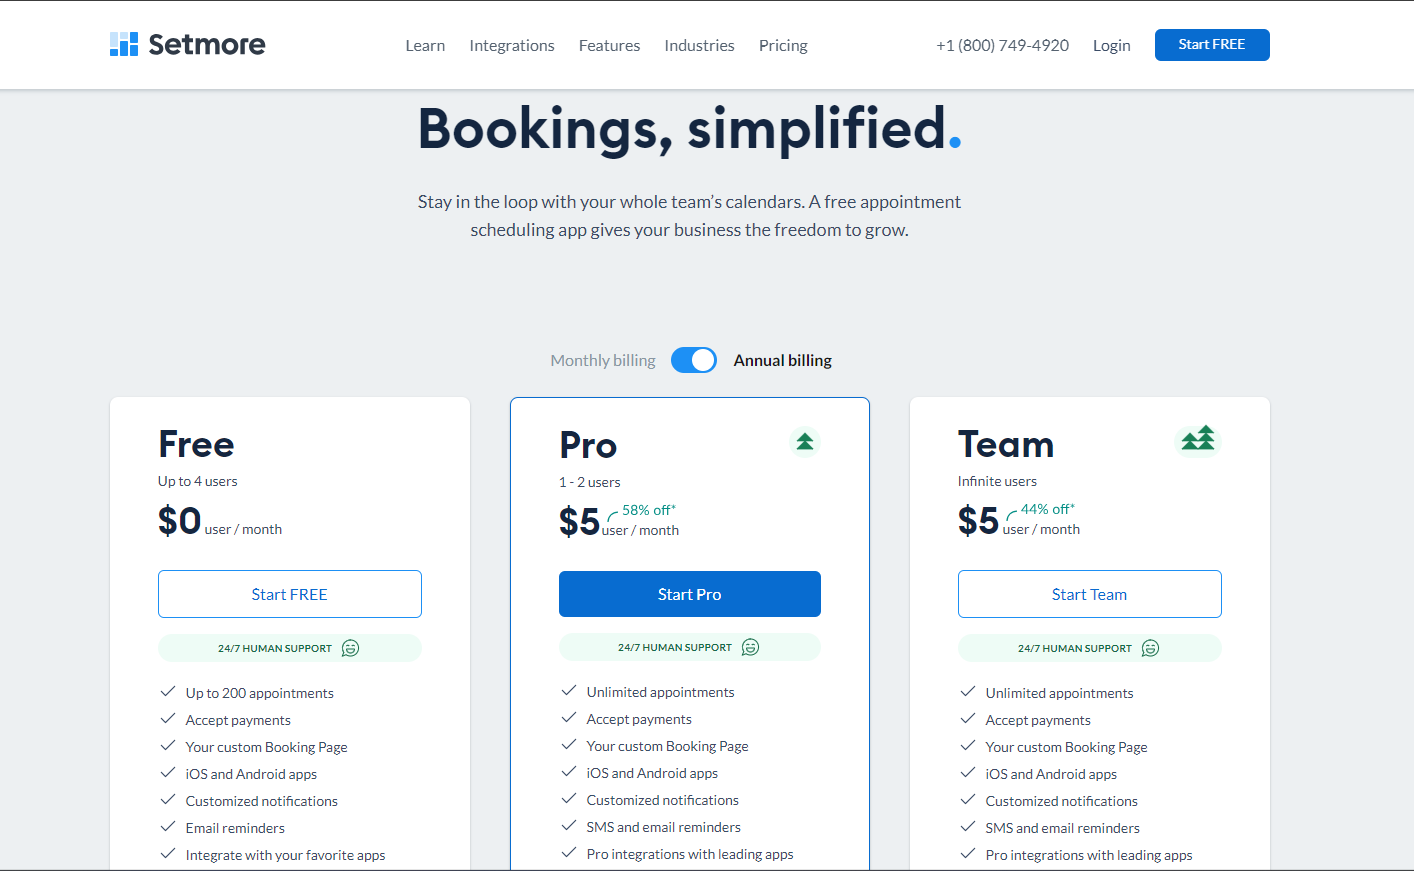 Setmore
Learn
Integrations
Features
Industries
Pricing
+1 (800) 749-4920
Login
Start FREE
Bookings, simplified.
Stay in the loop with your whole team’s calendars. A free appointment
scheduling app gives your business the freedom to grow.
Monthly billing
Annual billing
Free
Up to 4 users
$0 user / month
Start FREE
24/7 HUMAN SUPPORT
Up to 200 appointments
Accept payments
Your custom Booking Page
iOS and Android apps
Customized notifications
Email reminders
Integrate with your favorite apps
Pro
1 - 2 users
58% off*
$5 user / month
Start Pro
24/7 HUMAN SUPPORT
Unlimited appointments
Accept payments
Your custom Booking Page
iOS and Android apps
Customized notifications
SMS and email reminders
Pro integrations with leading apps
Team
Infinite users
44% off*
$5 user / month
Start Team
24/7 HUMAN SUPPORT
Unlimited appointments
Accept payments
Your custom Booking Page
iOS and Android apps
Customized notifications
SMS and email reminders
Pro integrations with leading apps